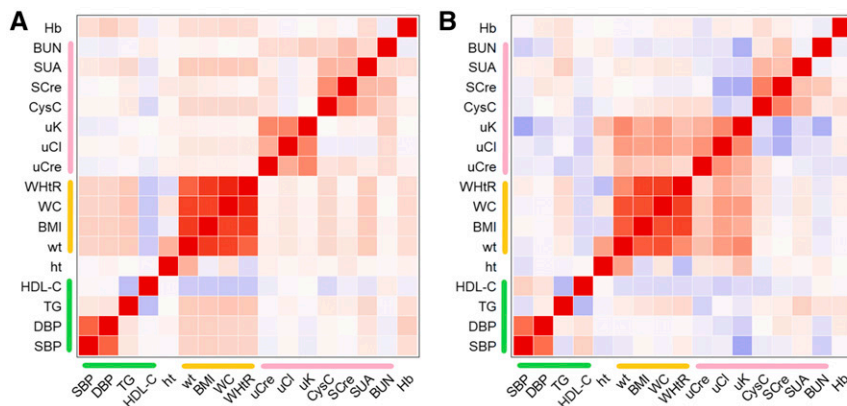 A
Hb
BUN
SUA
SCre
CysC
uK
uCl
uCre
WHtR
WC
BMI
wt
ht
HDL-C
TG
DBP
SBP
SBP DBP TG HDL-C ht wt BMI WC WHtR uCre uCl uK CysC SCre SUA BUN Hb
B
Hb
BUN
SUA
SCre
CysC
uK
uCl
uCre
WHtR
WC
BMI
wt
ht
HDL-C
TG
DBP
SBP
SBP DBP TG HDL-C ht wt BMI WC WHtR uCre uCl uK CysC SCre SUA BUN Hb